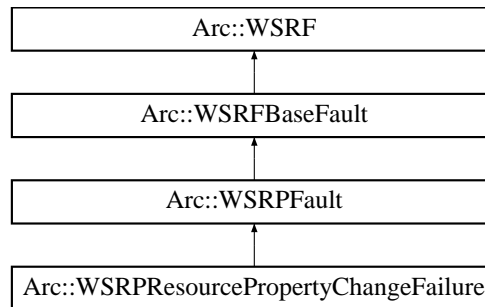 Arc::WSRF
Arc::WSRFBaseFault
Arc::WSRPFault
Arc::WSRPResourcePropertyChangeFailure